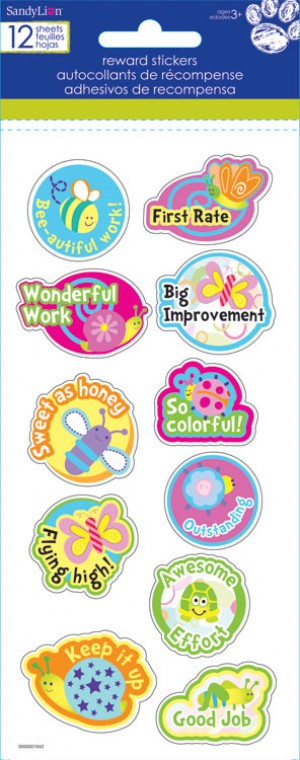 SandyLion
12 sheets
feuilles
hojas
ages
edades 3+
reward stickers
autocollants de récompense
adhesivos de recompensa
Bee-autiful work!
First Rate
Wonderful
Work
Big
Improvement
Sweet as honey
So
colorful!
Flying high!
Outstanding
Awesome
Effort
Keep it up
Good Job